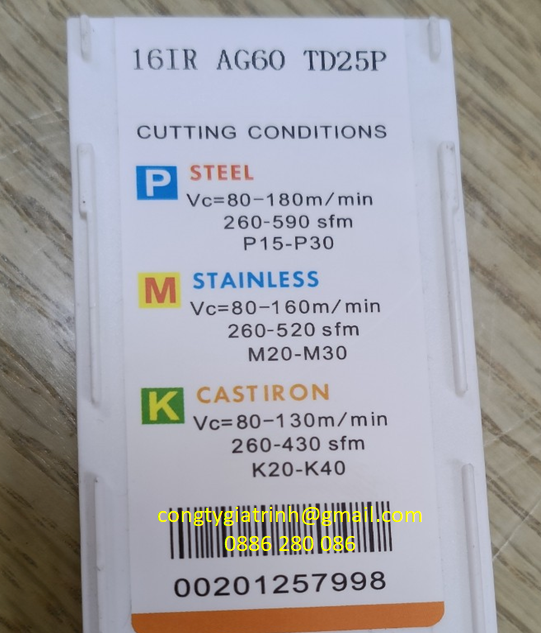 16IR AG60 TD25P
CUTTING CONDITIONS
P STEEL
Vc=80-180m/min
260-590 sfm
P15-P30
M STAINLESS
Vc=80-160m/min
260-520 sfm
M20-M30
K CASTIRON
Vc=80-130m/min
260-430 sfm
K20-K40
congtygiatrinh@gmail.com
0886 280 086
00201257998